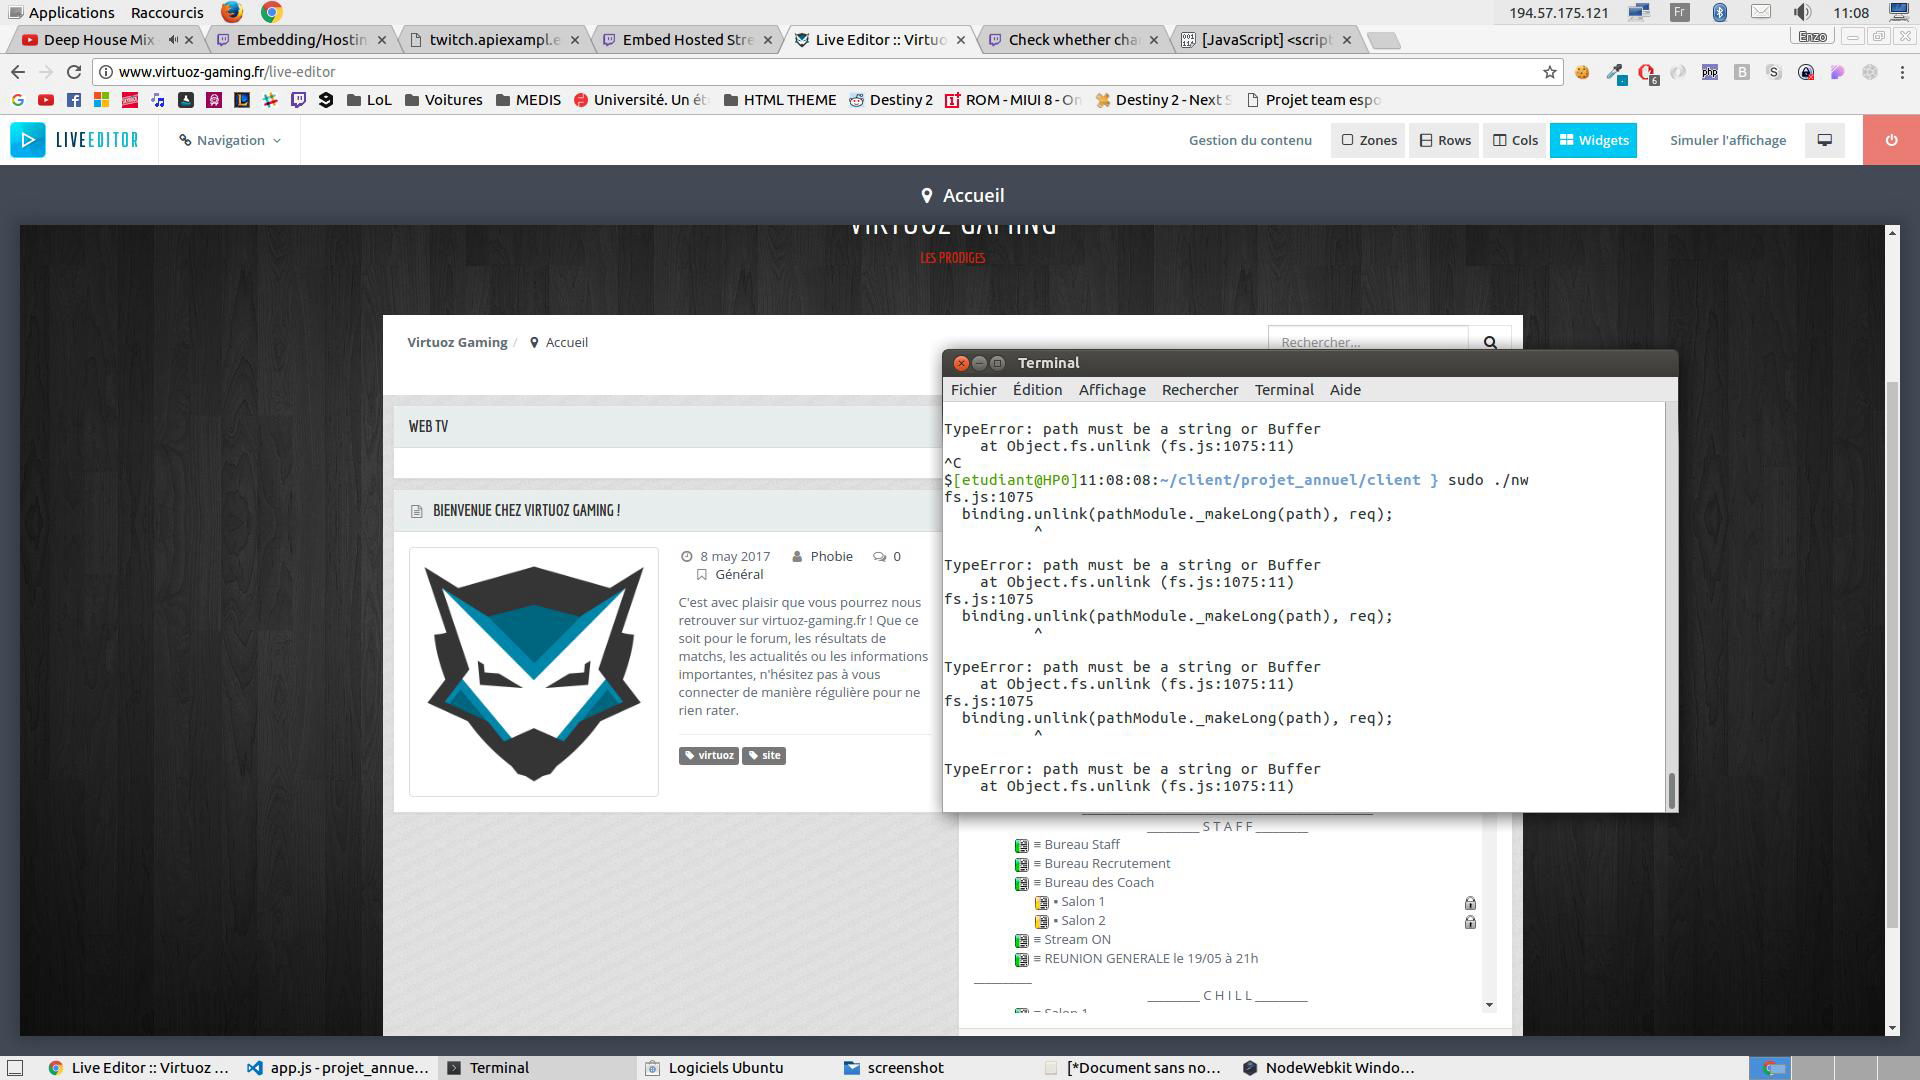 Applications Raccourcis 194.57.175.121 Fr 11:08
Deep House Mix Embedding/Hostin twitch.apiexampl.e Embed Hosted Stre Live Editor :: Virtuo Check whether cha [JavaScript] <script Enzo
www.virtuoz-gaming.fr/live-editor
LoL Voitures MEDIS Université. Un ét HTML THEME Destiny 2 ROM - MIUI 8 - On Destiny 2 - Next S Projet team espo
LIVEEDITOR Navigation Gestion du contenu Zones Rows Cols Widgets Simuler l'affichage
Accueil
VIRTUOZ GAMING
LES PRODIGES
Virtuoz Gaming / Accueil Rechercher...
WEB TV
BIENVENUE CHEZ VIRTUOZ GAMING !
8 may 2017 Phobie 0
Général
C'est avec plaisir que vous pourrez nous
retrouver sur virtuoz-gaming.fr ! Que ce
soit pour le forum, les résultats de
matchs, les actualités ou les informations
importantes, n'hésitez pas à vous
connecter de manière régulière pour ne
rien rater.
virtuoz site
Terminal
Fichier Édition Affichage Rechercher Terminal Aide
TypeError: path must be a string or Buffer
at Object.fs.unlink (fs.js:1075:11)
^C
$[etudiant@HP0]11:08:08:~/client/projet_annuel/client } sudo ./nw
fs.js:1075
binding.unlink(pathModule._makeLong(path), req);
^
TypeError: path must be a string or Buffer
at Object.fs.unlink (fs.js:1075:11)
fs.js:1075
binding.unlink(pathModule._makeLong(path), req);
^
TypeError: path must be a string or Buffer
at Object.fs.unlink (fs.js:1075:11)
fs.js:1075
binding.unlink(pathModule._makeLong(path), req);
^
TypeError: path must be a string or Buffer
at Object.fs.unlink (fs.js:1075:11)
_________ S T A F F _________
≡ Bureau Staff
≡ Bureau Recrutement
≡ Bureau des Coach
▪ Salon 1
▪ Salon 2
≡ Stream ON
≡ REUNION GENERALE le 19/05 à 21h
__________
_________ C H I L L _________
≡ Salon 1
Live Editor :: Virtuoz ... app.js - projet_annue... Terminal Logiciels Ubuntu screenshot [*Document sans no... NodeWebkit Windo...